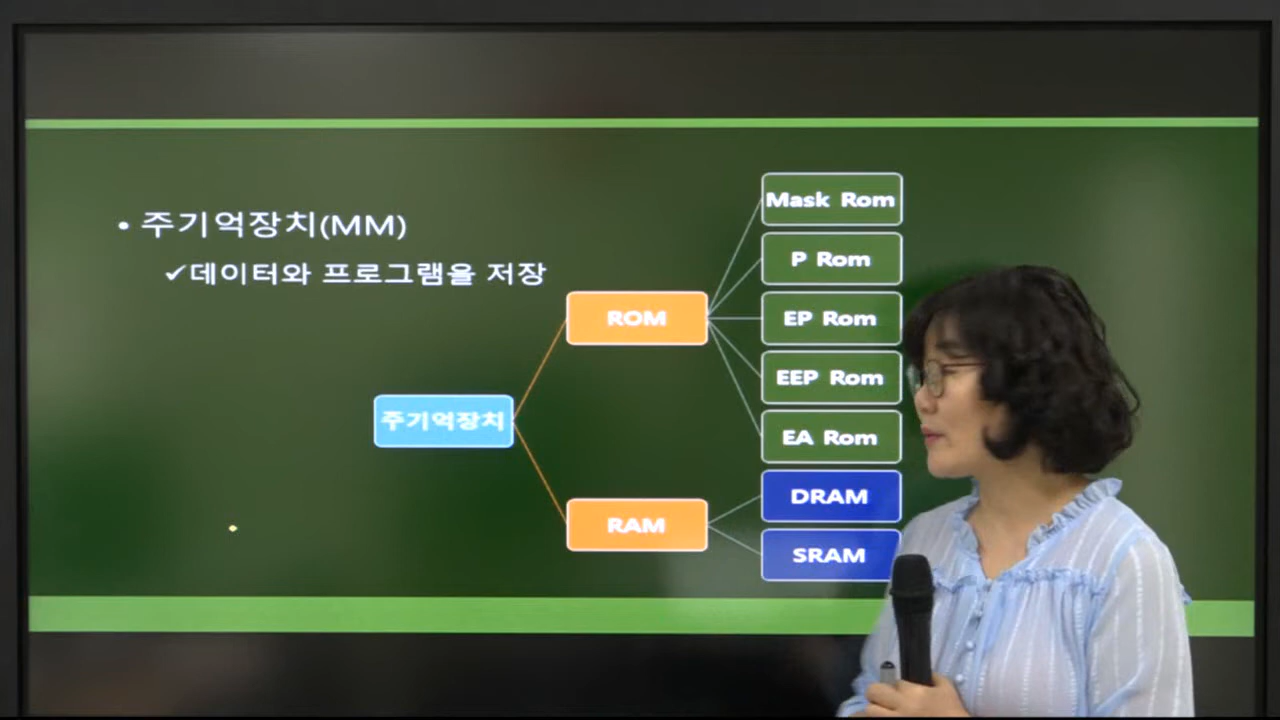 • 주기억장치(MM)
✓데이터와 프로그램을 저장
주기억장치
ROM
RAM
Mask Rom
P Rom
EP Rom
EEP Rom
EA Rom
DRAM
SRAM